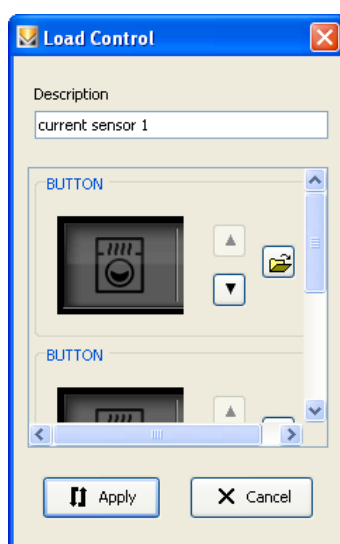 Load Control
Description
current sensor 1
BUTTON
BUTTON
Apply
Cancel